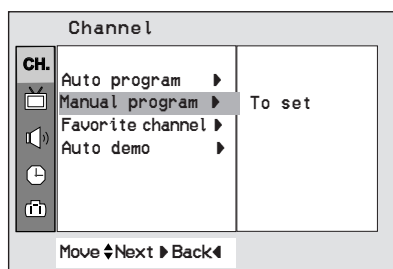 Channel
CH.
Auto program ▶
Manual program ▶ To set
Favorite channel ▶
Auto demo ▶
Move ▲▼ Next ▶ Back ◀